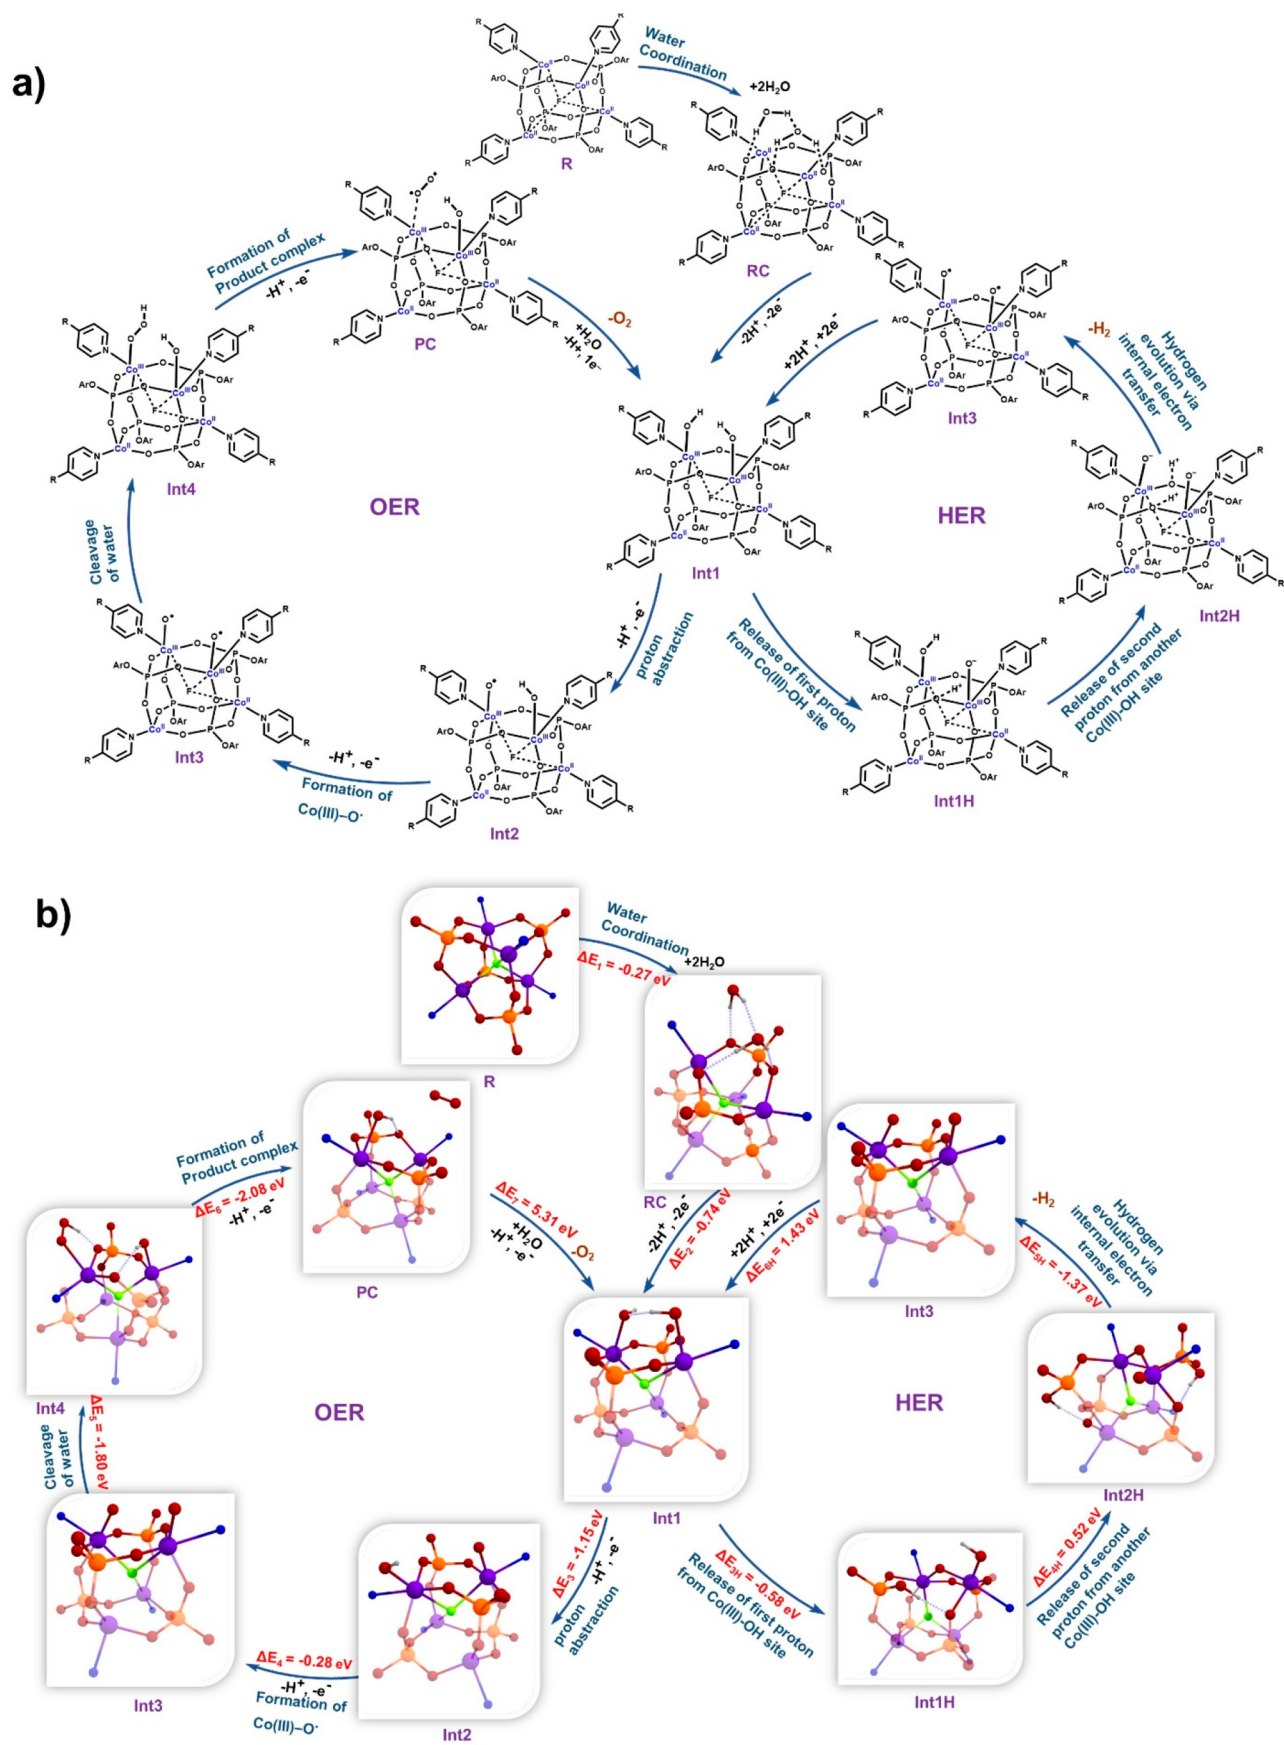 a)
Water
Coordination
+2H₂O
R
RC
Formation of
Product complex
-H⁺, -e⁻
PC
-O₂
+H₂O
-H⁺, 1e⁻
-2H⁺, -2e⁻
+2H⁺, +2e⁻
Int3
-H₂
Hydrogen
evolution via
internal electron
transfer
Int4
OER
Int1
HER
Int2H
Cleavage
of water
-H⁺, -e⁻
proton
abstraction
Release of first proton
from Co(III)-OH site
Release of second
proton from another
Co(III)-OH site
Int3
-H⁺, -e⁻
Formation of
Co(III)–O·
Int2
Int1H
b)
Water
Coordination
ΔE₁ = -0.27 eV
+2H₂O
R
RC
Formation of
Product complex
ΔE₆ = -2.08 eV
-H⁺, -e⁻
PC
ΔE₇ = 5.31 eV
+H₂O
-H⁺, -e⁻
-O₂
-2H⁺, -2e⁻
ΔE₂ = -0.74 eV
+2H⁺, +2e⁻
ΔE₆H = 1.43 eV
Int3
-H₂
Hydrogen
evolution via
internal electron
transfer
ΔE₅H = -1.37 eV
Int4
OER
Int1
HER
Int2H
Cleavage
of water
ΔE₅ = -1.80 eV
ΔE₃ = -1.15 eV
-H⁺, -e⁻
proton
abstraction
ΔE₃H = -0.58 eV
Release of first proton
from Co(III)-OH site
ΔE₄H = 0.52 eV
Release of second
proton from another
Co(III)-OH site
Int3
ΔE₄ = -0.28 eV
-H⁺, -e⁻
Formation of
Co(III)–O·
Int2
Int1H